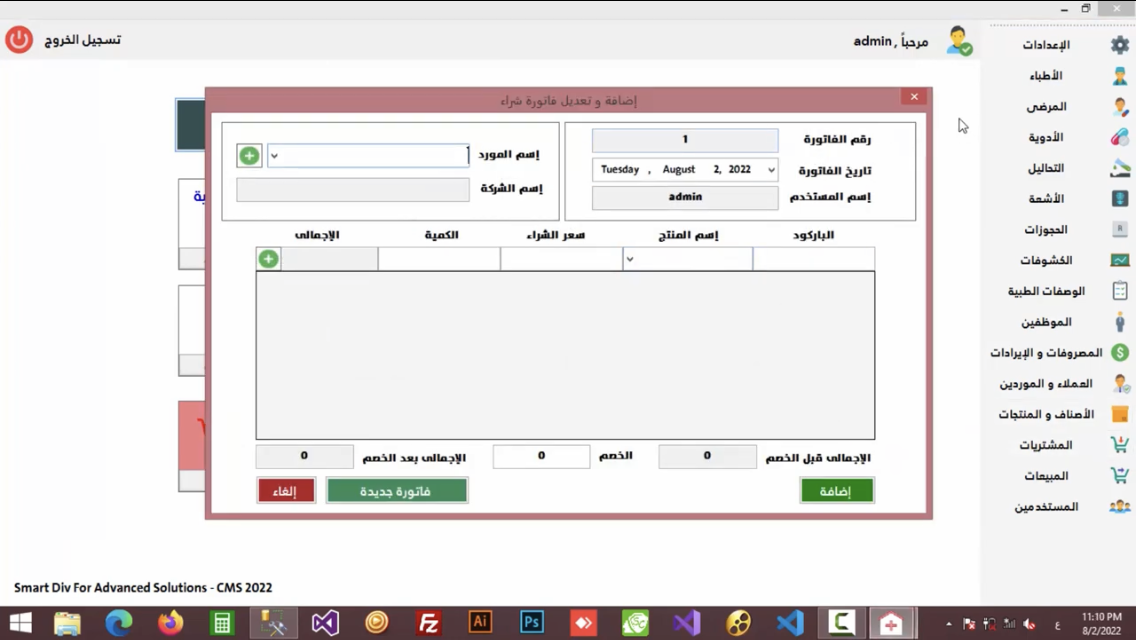 مرحباً , admin
تسجيل الخروج
الإعدادات
الأطباء
المرضى
الأدوية
التحاليل
الأشعة
الحجوزات
الكشوفات
الوصفات الطبية
الموظفين
المصروفات و الإيرادات
العملاء و الموردين
الأصناف و المنتجات
المشتريات
المبيعات
المستخدمين
إضافة و تعديل فاتورة شراء
رقم الفاتورة 1
تاريخ الفاتورة Tuesday , August 2, 2022
إسم المستخدم admin
إسم المورد
إسم الشركة
الباركود إسم المنتج سعر الشراء الكمية الإجمالى
الإجمالى قبل الخصم 0 الخصم 0 الإجمالى بعد الخصم 0
إضافة فاتورة جديدة إلغاء
Smart Div For Advanced Solutions - CMS 2022
Fz Ai Ps
ع
11:10 PM
8/2/2022